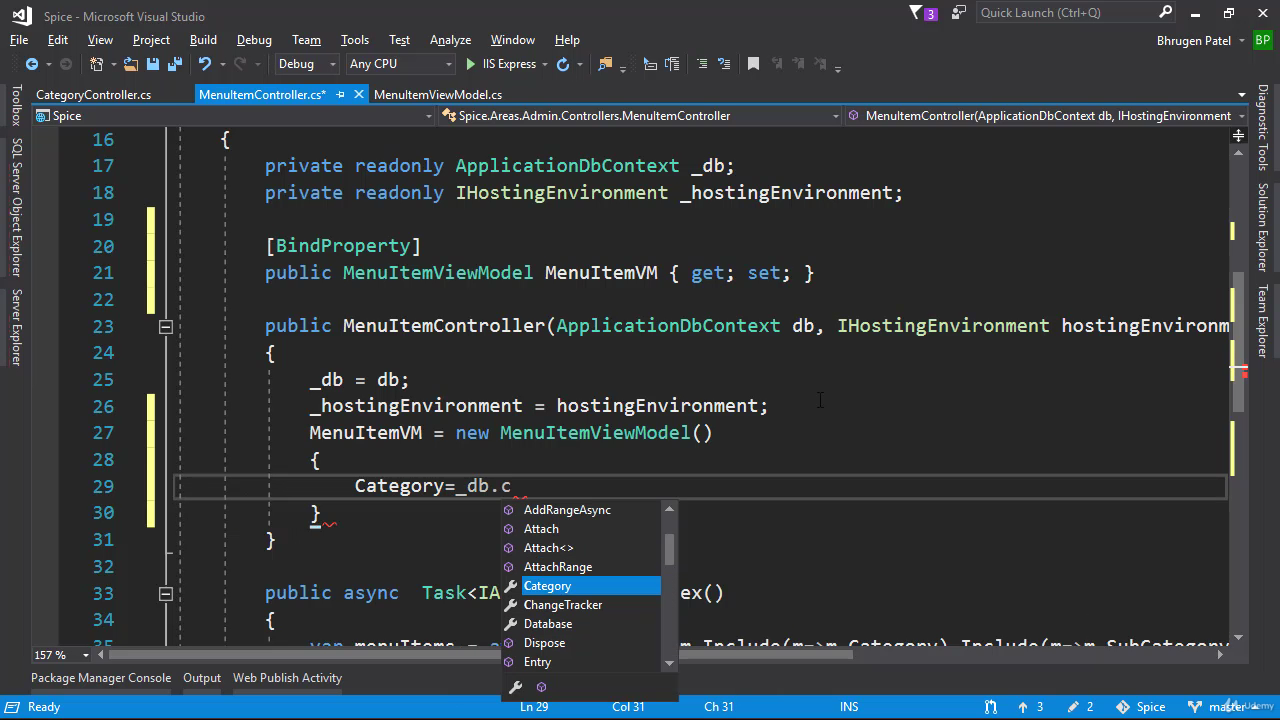 Spice - Microsoft Visual Studio
3
Quick Launch (Ctrl+Q)
File Edit View Project Build Debug Team Tools Test Analyze Window Help
Bhrugen Patel BP
Debug Any CPU IIS Express
CategoryController.cs MenuItemController.cs* MenuItemViewModel.cs
Spice Spice.Areas.Admin.Controllers.MenuItemController MenuItemController(ApplicationDbContext db, IHostingEnvironment
Toolbox
SQL Server Object Explorer
Server Explorer
Diagnostic Tools
Solution Explorer
Team Explorer
16 {
17 private readonly ApplicationDbContext _db;
18 private readonly IHostingEnvironment _hostingEnvironment;
19
20 [BindProperty]
21 public MenuItemViewModel MenuItemVM { get; set; }
22
23 public MenuItemController(ApplicationDbContext db, IHostingEnvironment hostingEnvironm
24 {
25 _db = db;
26 _hostingEnvironment = hostingEnvironment;
27 MenuItemVM = new MenuItemViewModel()
28 {
29 Category=_db.c
30 }
31 }
32
33 public async Task<IA ex()
34 {
35 var menuItems = m.Include(m=>m.Category).Include(m=>m.SubCategory
AddRangeAsync
Attach
Attach<>
AttachRange
Category
ChangeTracker
Database
Dispose
Entry
157 %
Package Manager Console Output Web Publish Activity
Ready Ln 29 Col 31 Ch 31 INS 3 2 Spice master
Udemy